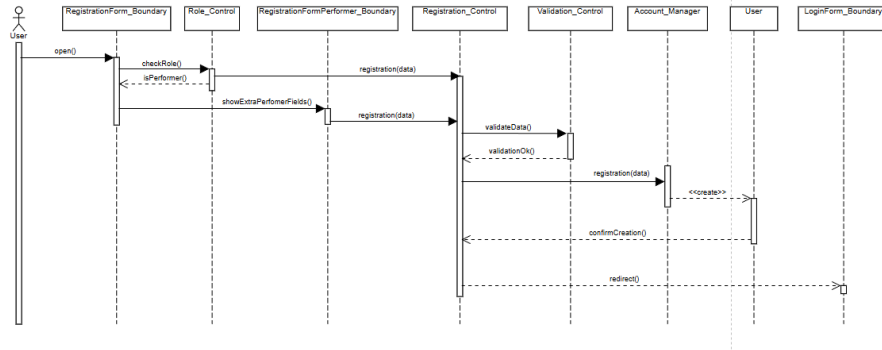 RegistrationForm_Boundary
Role_Control
RegistrationFormPerformer_Boundary
Registration_Control
Validation_Control
Account_Manager
User
LoginForm_Boundary
User
open()
checkRole()
registration(data)
isPerformer()
showExtraPerfomerFields()
registration(data)
validateData()
validationOk()
registration(data)
<<create>>
confirmCreation()
redirect()